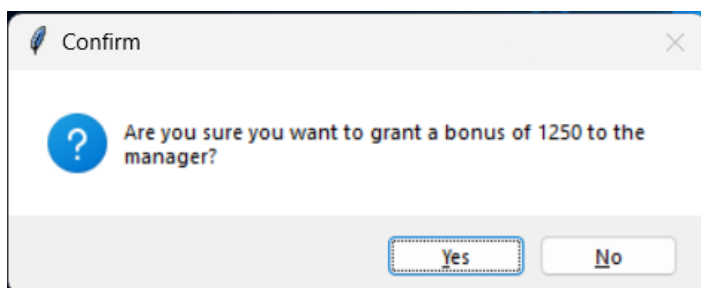 Confirm
Are you sure you want to grant a bonus of 1250 to the
manager?
Yes
No